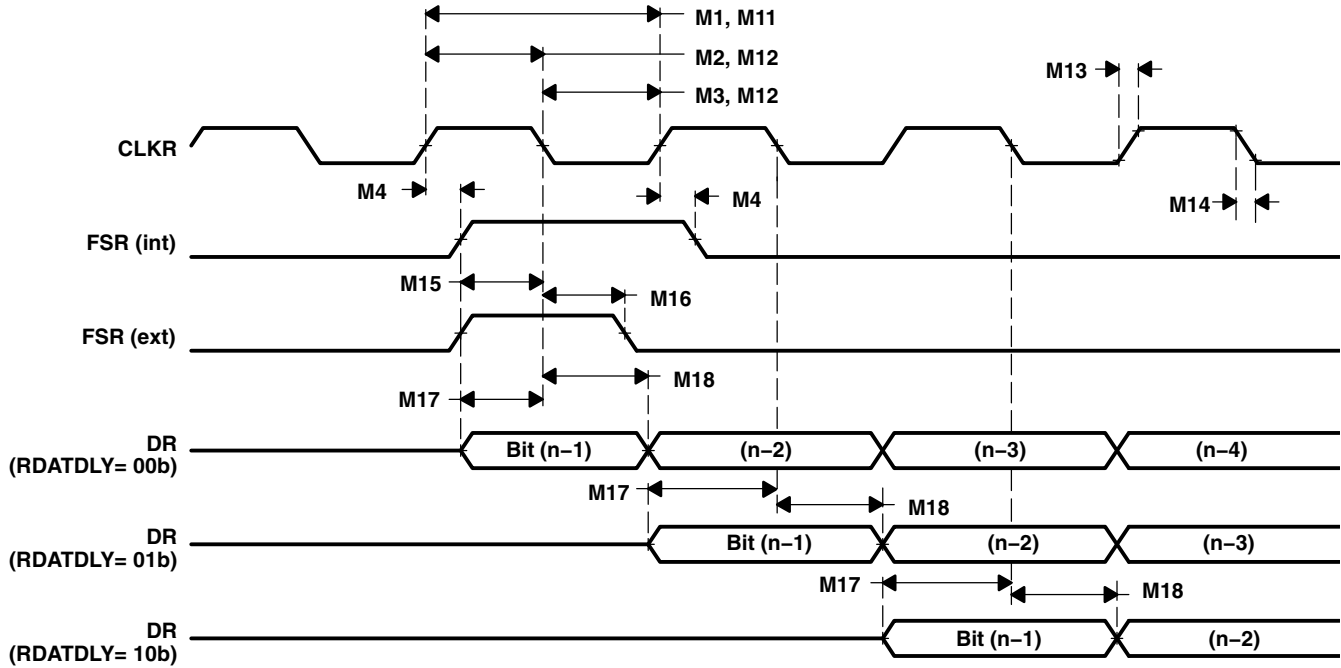 M1, M11
M2, M12
M13
M3, M12
CLKR
M4
M4
M14
FSR (int)
M15
M16
FSR (ext)
M18
M17
DR
(RDATDLY= 00b)
Bit (n−1)
(n−2)
(n−3)
(n−4)
M17
M18
DR
(RDATDLY= 01b)
Bit (n−1)
(n−2)
(n−3)
M17
M18
DR
(RDATDLY= 10b)
Bit (n−1)
(n−2)